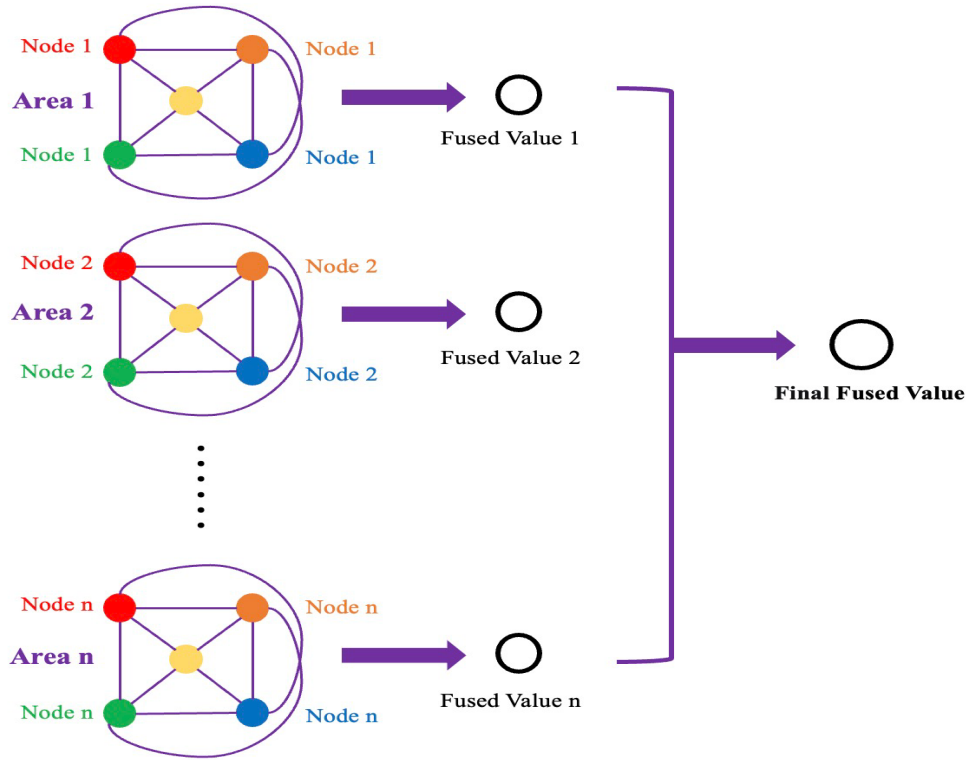 Node 1
Node 1
Area 1
Fused Value 1
Node 1
Node 1
Node 2
Node 2
Area 2
Fused Value 2
Node 2
Node 2
Final Fused Value
Node n
Node n
Area n
Fused Value n
Node n
Node n